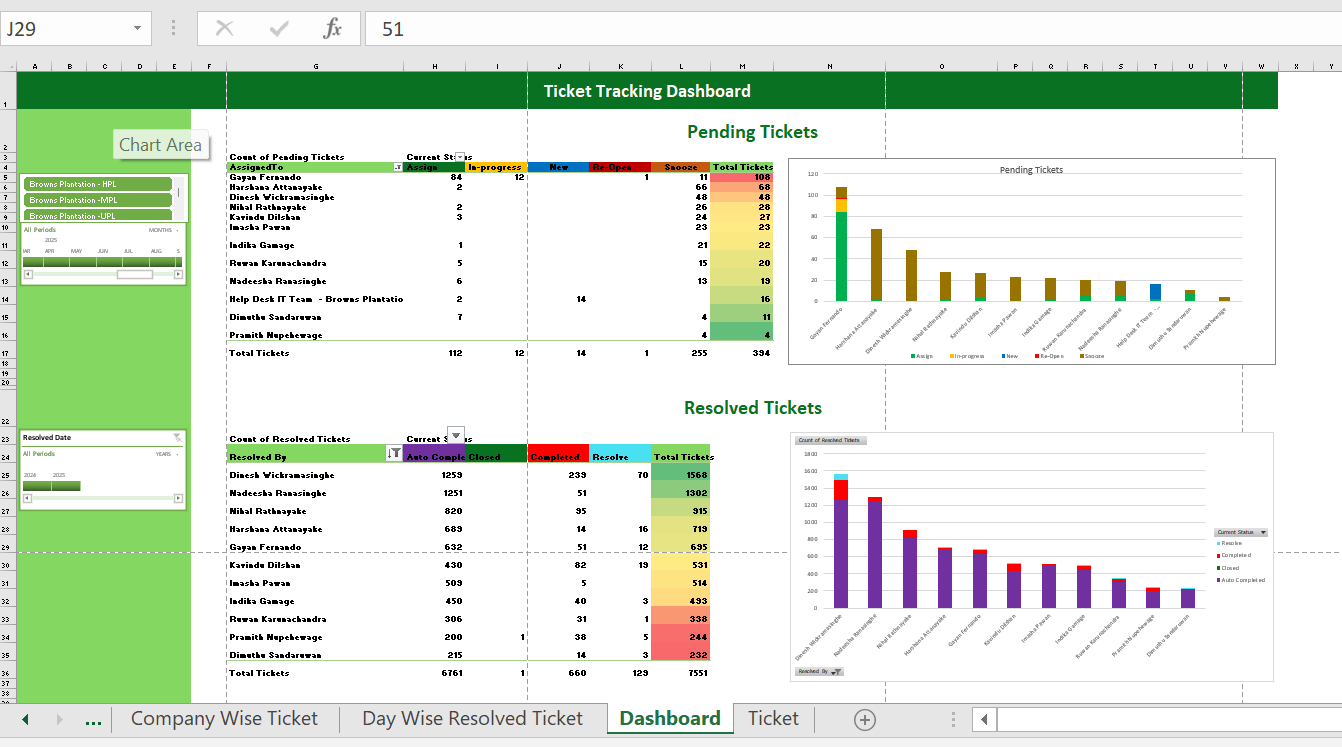 J29 fx 51
A B C D E F G H I J K L M N O P Q R S T U V W X Y
Ticket Tracking Dashboard
Pending Tickets
Chart Area
Browns Plantation - HPL
Browns Plantation -MPL
Browns Plantation -UPL
All Periods MONTHS
2025
APR MAY JUN JUL AUG S
Count of Pending Tickets Current
AssignedTo Assign In-progress New Re-Open Snooze Total Tickets
Gayan Fernando 84 12 1 11 108
Harshana Attanayake 2 66 68
Dinesh Wickramasinghe 48 48
Nihal Rathnayake 2 26 28
Kavindu Dilshan 3 24 27
Imasha Pawan 23 23
Indika Gamage 1 21 22
Ruwan Karunachandra 5 15 20
Nadeesha Ranasinghe 6 13 19
Help Desk IT Team - Browns Plantatio 2 14 16
Dimuthu Sandaruwan 7 4 11
Pramith Nupehewage 4 4
Total Tickets 112 12 14 1 255 394
Pending Tickets
120
100
80
60
40
20
0
Gayan Fernando Harshana Attanayake Dinesh Wickramasinghe Nihal Rathnayake Kavindu Dilshan Imasha Pawan Indika Gamage Ruwan Karunachandra Nadeesha Ranasinghe Help Desk IT Team - ... Dimuthu Sandaruwan Pramith Nupehewage
Assign In-progress New Re-Open Snooze
Resolved Tickets
Resolved Date
All Periods YEARS
2024 2025
Count of Resolved Tickets Current
Resolved By Auto Comple Closed Completed Resolve Total Tickets
Dinesh Wickramasinghe 1259 239 70 1568
Nadeesha Ranasinghe 1251 51 1302
Nihal Rathnayake 820 95 915
Harshana Attanayake 689 14 16 719
Gayan Fernando 632 51 12 695
Kavindu Dilshan 430 82 19 531
Imasha Pawan 509 5 514
Indika Gamage 450 40 3 493
Ruwan Karunachandra 306 31 1 338
Pramith Nupehewage 200 1 38 5 244
Dimuthu Sandaruwan 215 14 3 232
Total Tickets 6761 1 660 129 7551
Count of Resolved Tickets
1800
1600
1400
1200
1000
800
600
400
200
0
Dinesh Wickramasinghe Nadeesha Ranasinghe Nihal Rathnayake Harshana Attanayake Gayan Fernando Kavindu Dilshan Imasha Pawan Indika Gamage Ruwan Karunachandra Pramith Nupehewage Dimuthu Sandaruwan
Current Status
Resolve
Completed
Closed
Auto Completed
Resolved By
... Company Wise Ticket Day Wise Resolved Ticket Dashboard Ticket